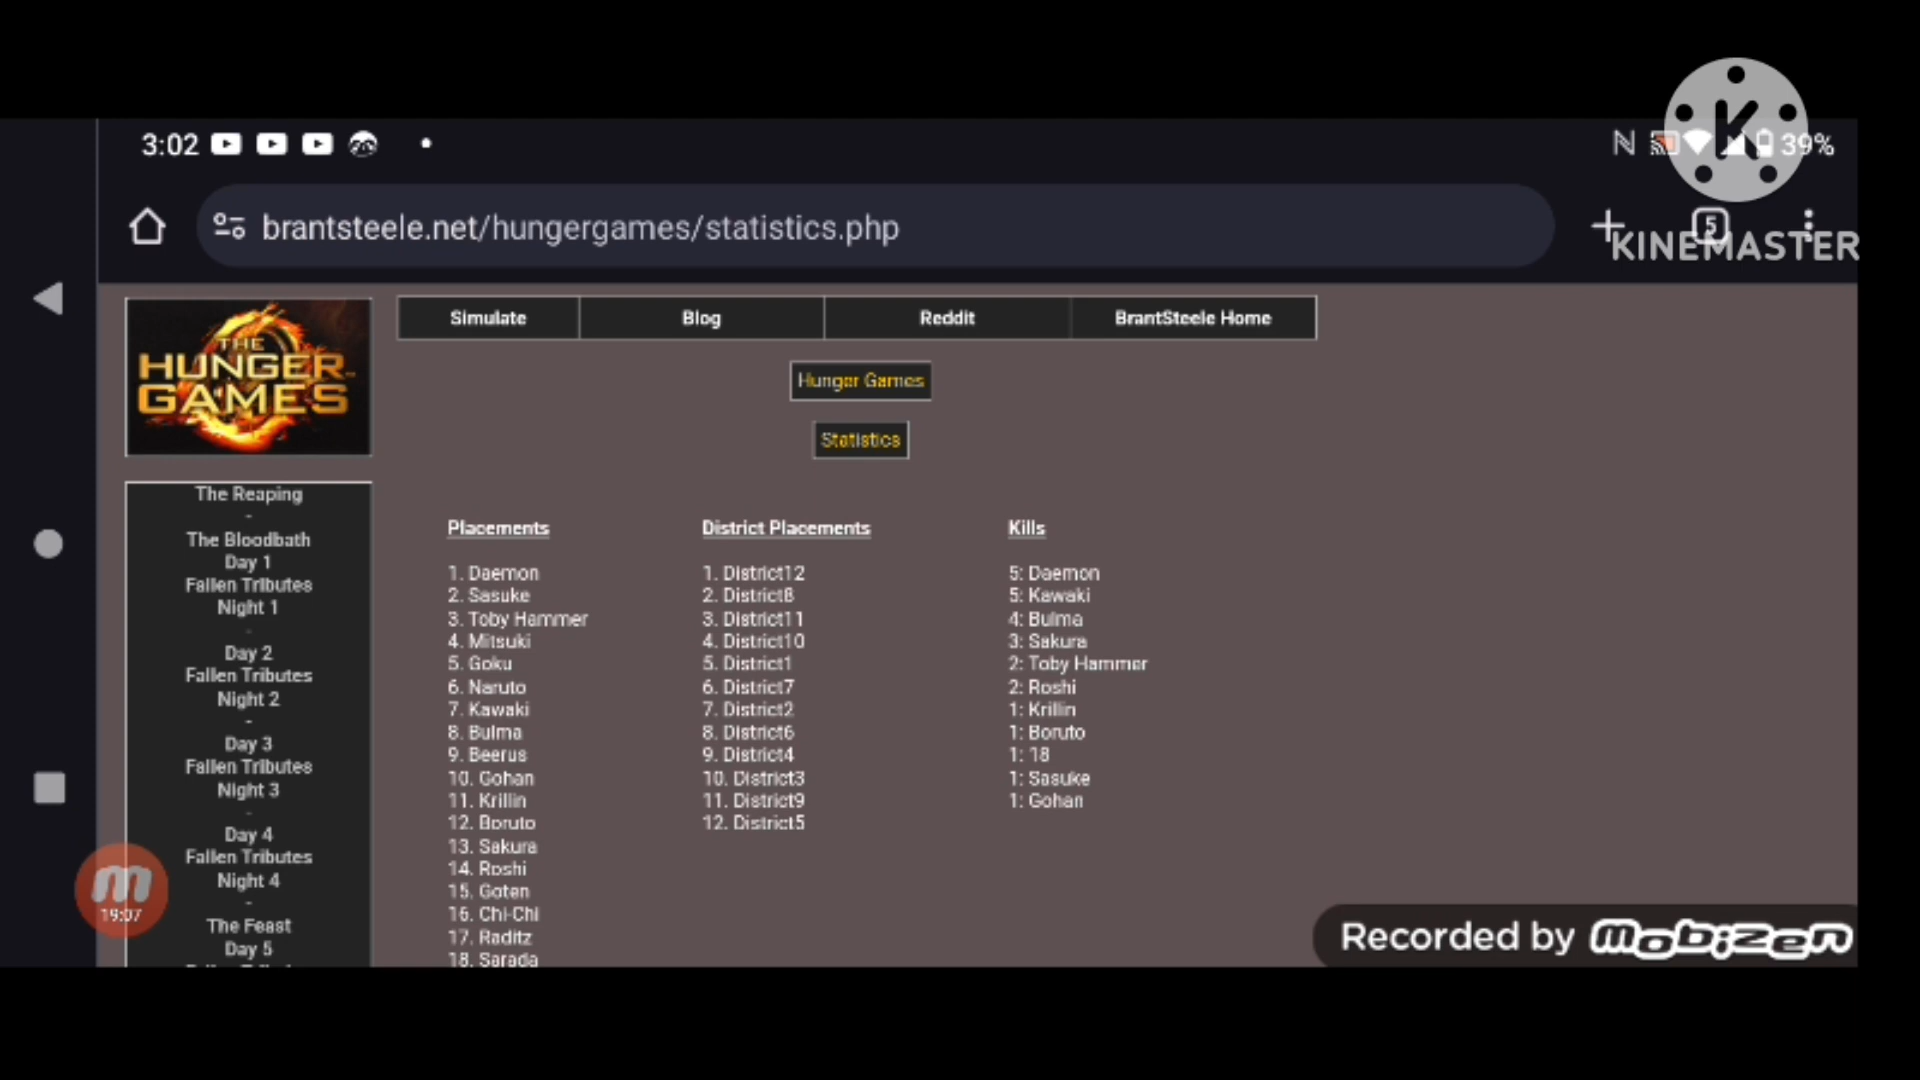 3:02
39%
brantsteele.net/hungergames/statistics.php
5
K
KINEMASTER
THE
HUNGER
GAMES
Simulate
Blog
Reddit
BrantSteele Home
Hunger Games
Statistics
The Reaping
-
The Bloodbath
Day 1
Fallen Tributes
Night 1
-
Day 2
Fallen Tributes
Night 2
-
Day 3
Fallen Tributes
Night 3
-
Day 4
Fallen Tributes
Night 4
-
The Feast
Day 5
Placements
1. Daemon
2. Sasuke
3. Toby Hammer
4. Mitsuki
5. Goku
6. Naruto
7. Kawaki
8. Bulma
9. Beerus
10. Gohan
11. Krillin
12. Boruto
13. Sakura
14. Roshi
15. Goten
16. Chi-Chi
17. Raditz
18. Sarada
District Placements
1. District12
2. District8
3. District11
4. District10
5. District1
6. District7
7. District2
8. District6
9. District4
10. District3
11. District9
12. District5
Kills
5: Daemon
5: Kawaki
4: Bulma
3: Sakura
2: Toby Hammer
2: Roshi
1: Krillin
1: Boruto
1: 18
1: Sasuke
1: Gohan
m
19:07
Recorded by mobizen